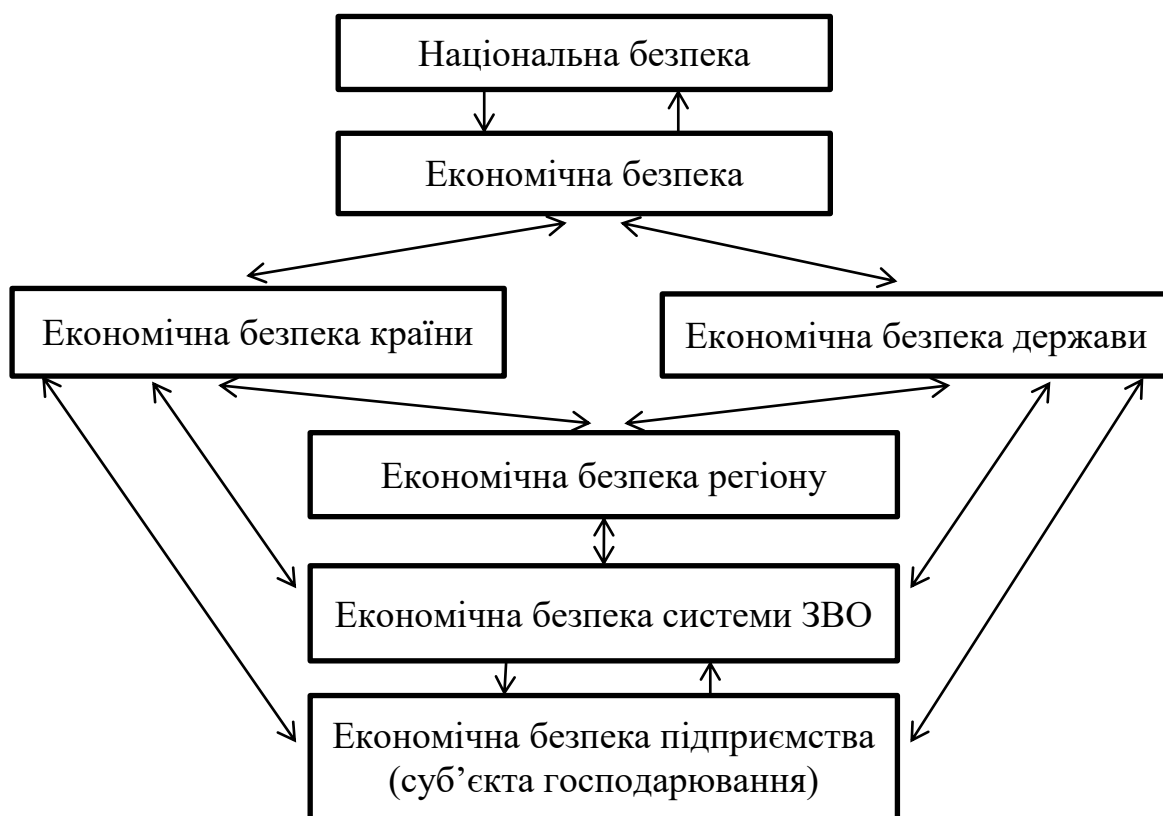 Національна безпека
Економічна безпека
Економічна безпека країни
Економічна безпека держави
Економічна безпека регіону
Економічна безпека системи ЗВО
Економічна безпека підприємства
(суб’єкта господарювання)